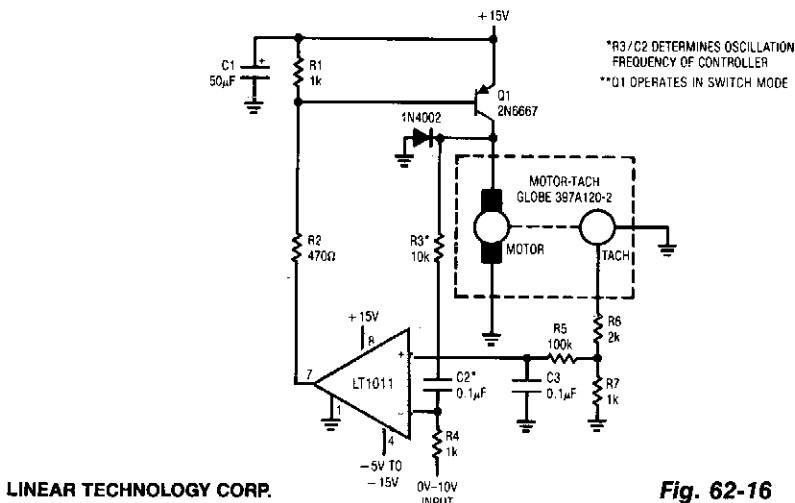 +15V
*R3/C2 DETERMINES OSCILLATION
FREQUENCY OF CONTROLLER
**Q1 OPERATES IN SWITCH MODE
C1
50µF
+
R1
1k
Q1
2N6667
1N4002
MOTOR-TACH
GLOBE 397A120-2
MOTOR
TACH
R2
470Ω
R3*
10k
R6
2k
+15V
8
R5
100k
7
LT1011
+
-
1
4
C2*
0.1µF
C3
0.1µF
R7
1k
R4
1k
-5V TO
-15V
0V-10V
INPUT
LINEAR TECHNOLOGY CORP.
Fig. 62-16